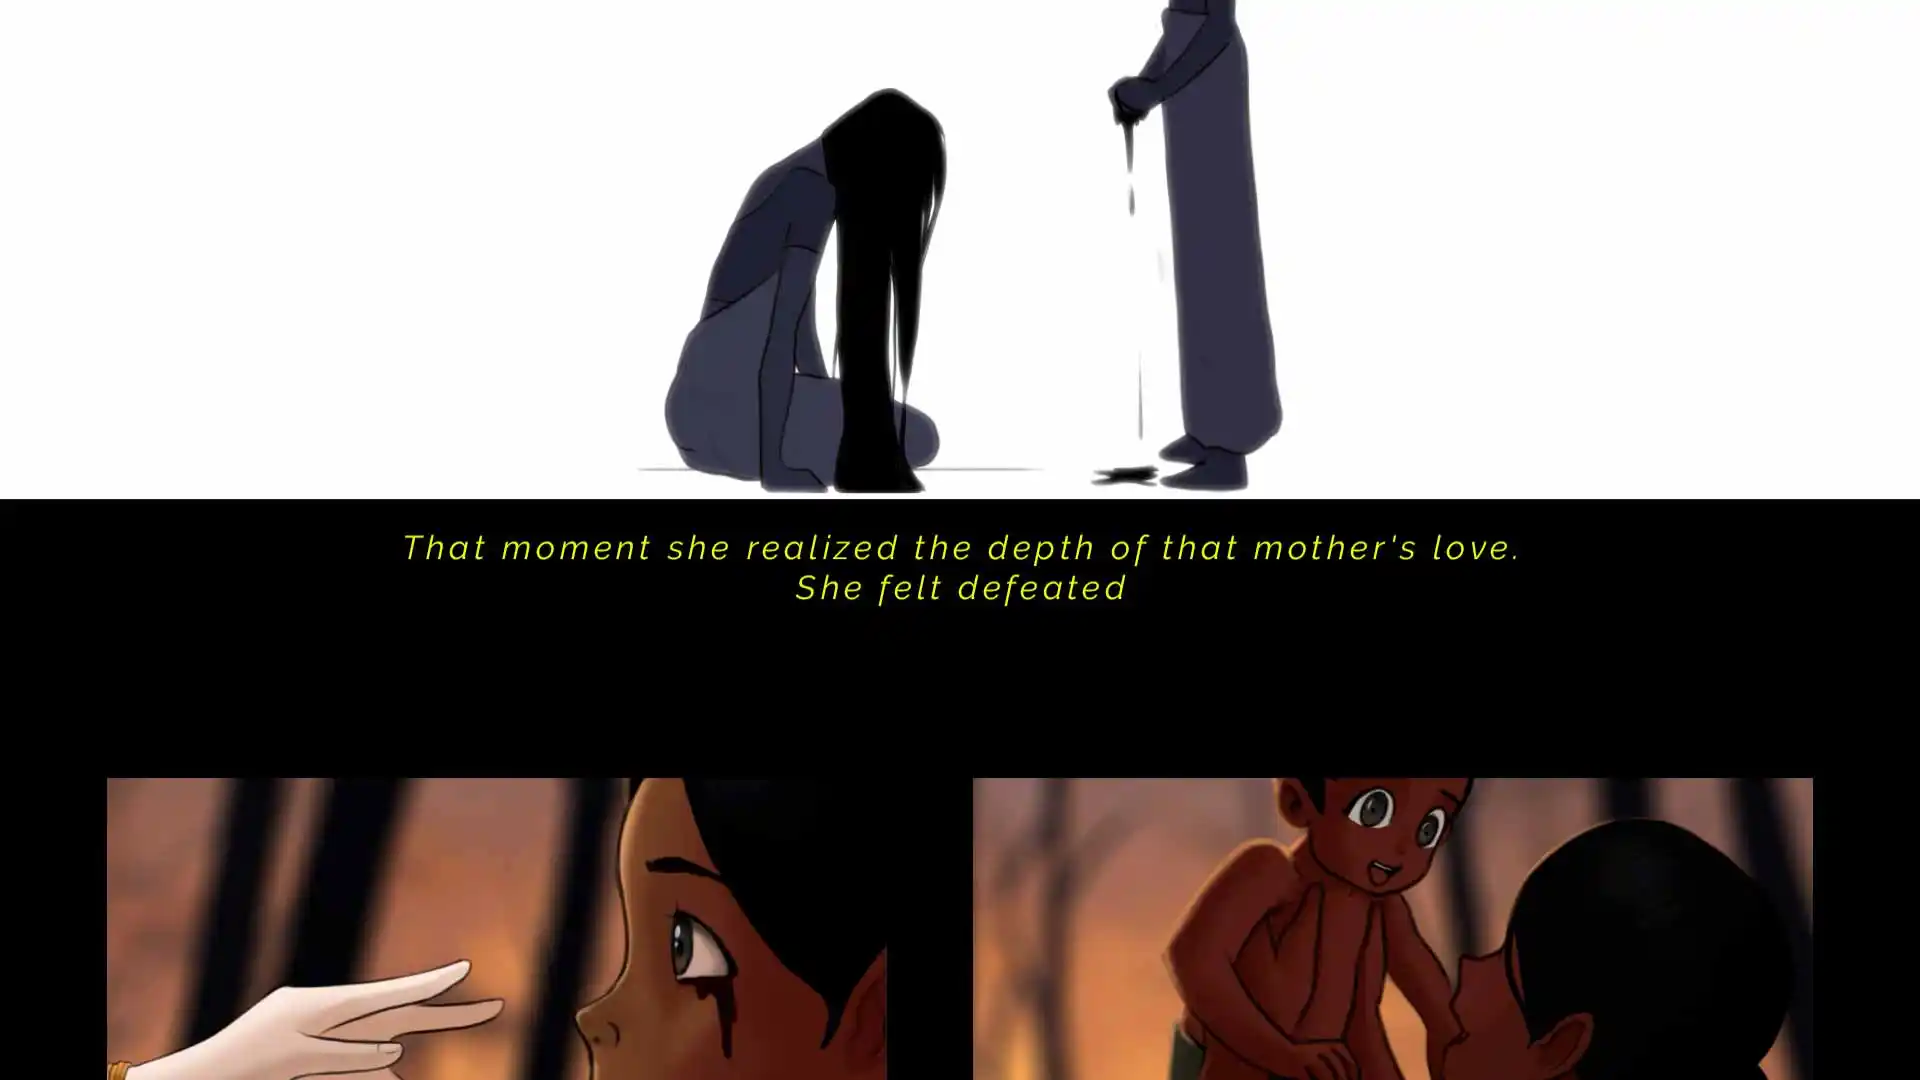 That moment she realized the depth of that mother's love.
She felt defeated